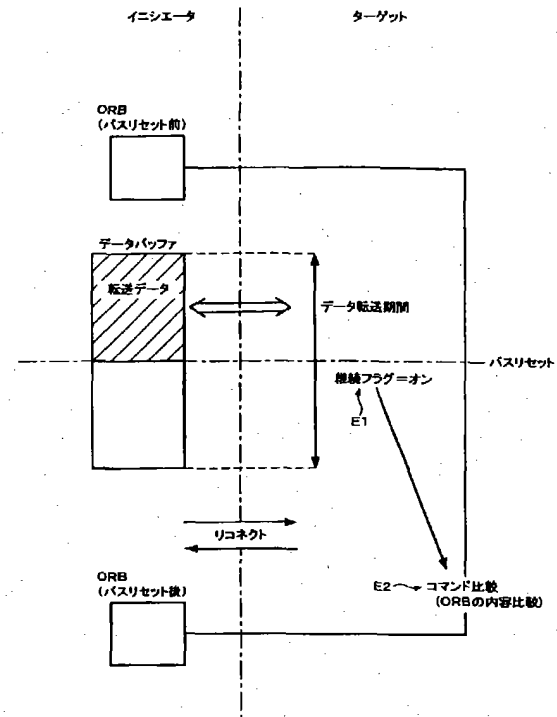 イニシエータ
ターゲット
ORB
(バスリセット前)
データバッファ
転送データ
データ転送期間
バスリセット
継続フラグ=オン
E1
リコネクト
ORB
(バスリセット後)
E2
コマンド比較
(ORBの内容比較)